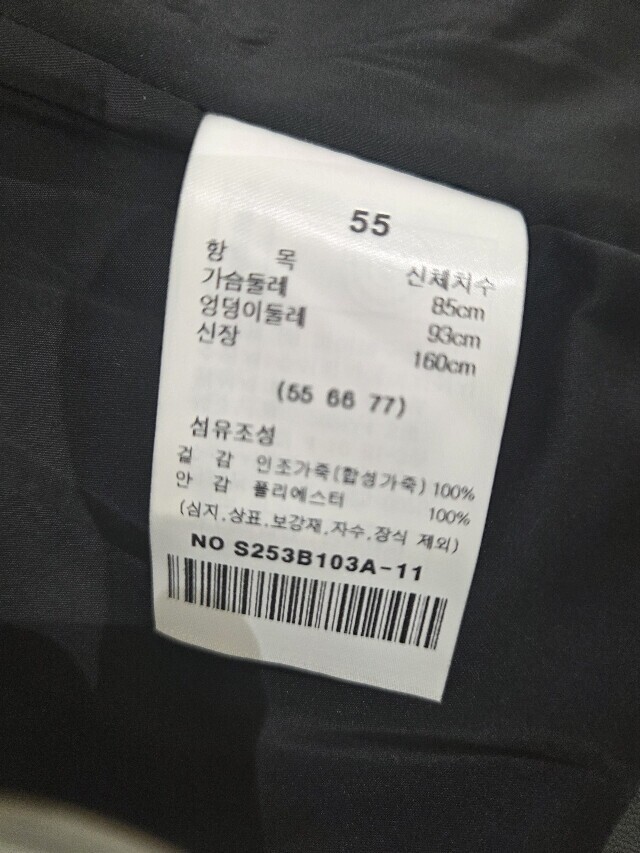 55
항 목 신체치수
가슴둘레 85cm
엉덩이둘레 93cm
신장 160cm
(55 66 77)
섬유조성
겉 감 인조가죽(합성가죽) 100%
안 감 폴리에스터 100%
(심지,상표,보강재,자수,장식 제외)
NO S253B103A-11